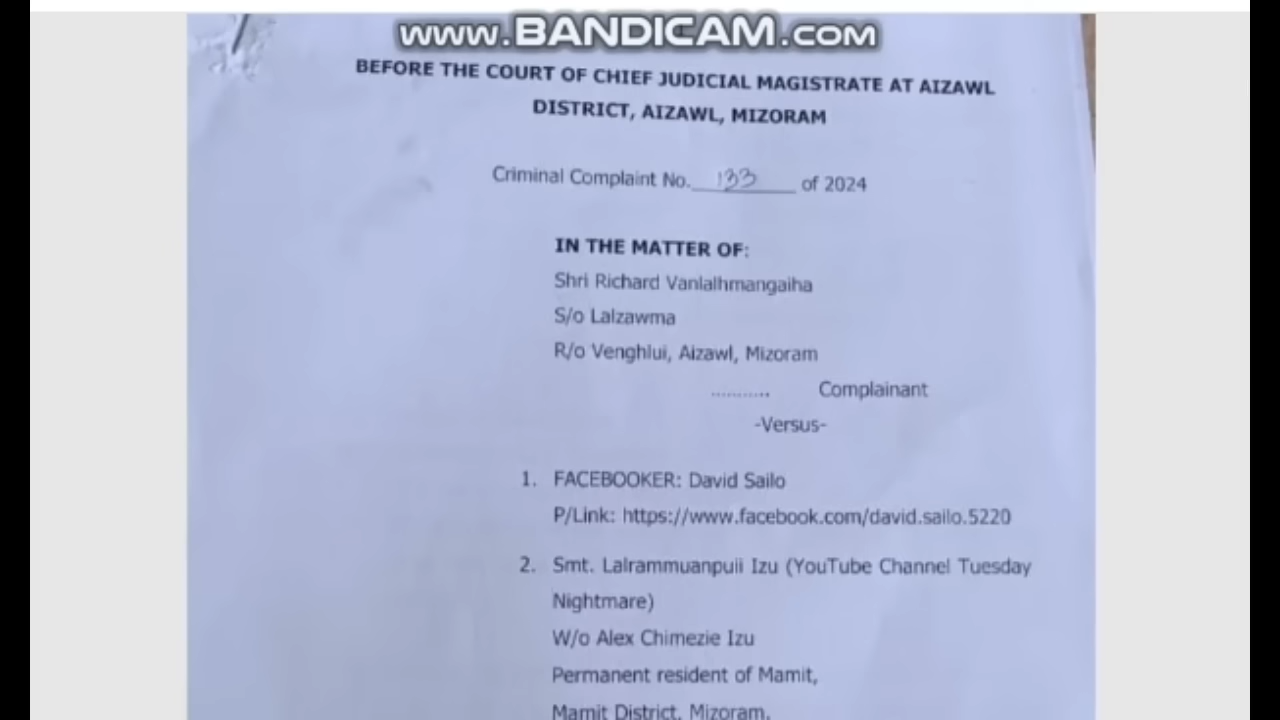 www.BANDICAM.com
BEFORE THE COURT OF CHIEF JUDICIAL MAGISTRATE AT AIZAWL
DISTRICT, AIZAWL, MIZORAM
Criminal Complaint No. 133 of 2024
IN THE MATTER OF:
Shri Richard Vanlalhmangaiha
S/o Lalzawma
R/o Venghlui, Aizawl, Mizoram
........... Complainant
-Versus-
1. FACEBOOKER: David Sailo
P/Link: https://www.facebook.com/david.sailo.5220
2. Smt. Lalrammuanpuii Izu (YouTube Channel Tuesday
Nightmare)
W/o Alex Chimezie Izu
Permanent resident of Mamit,
Mamit District, Mizoram.